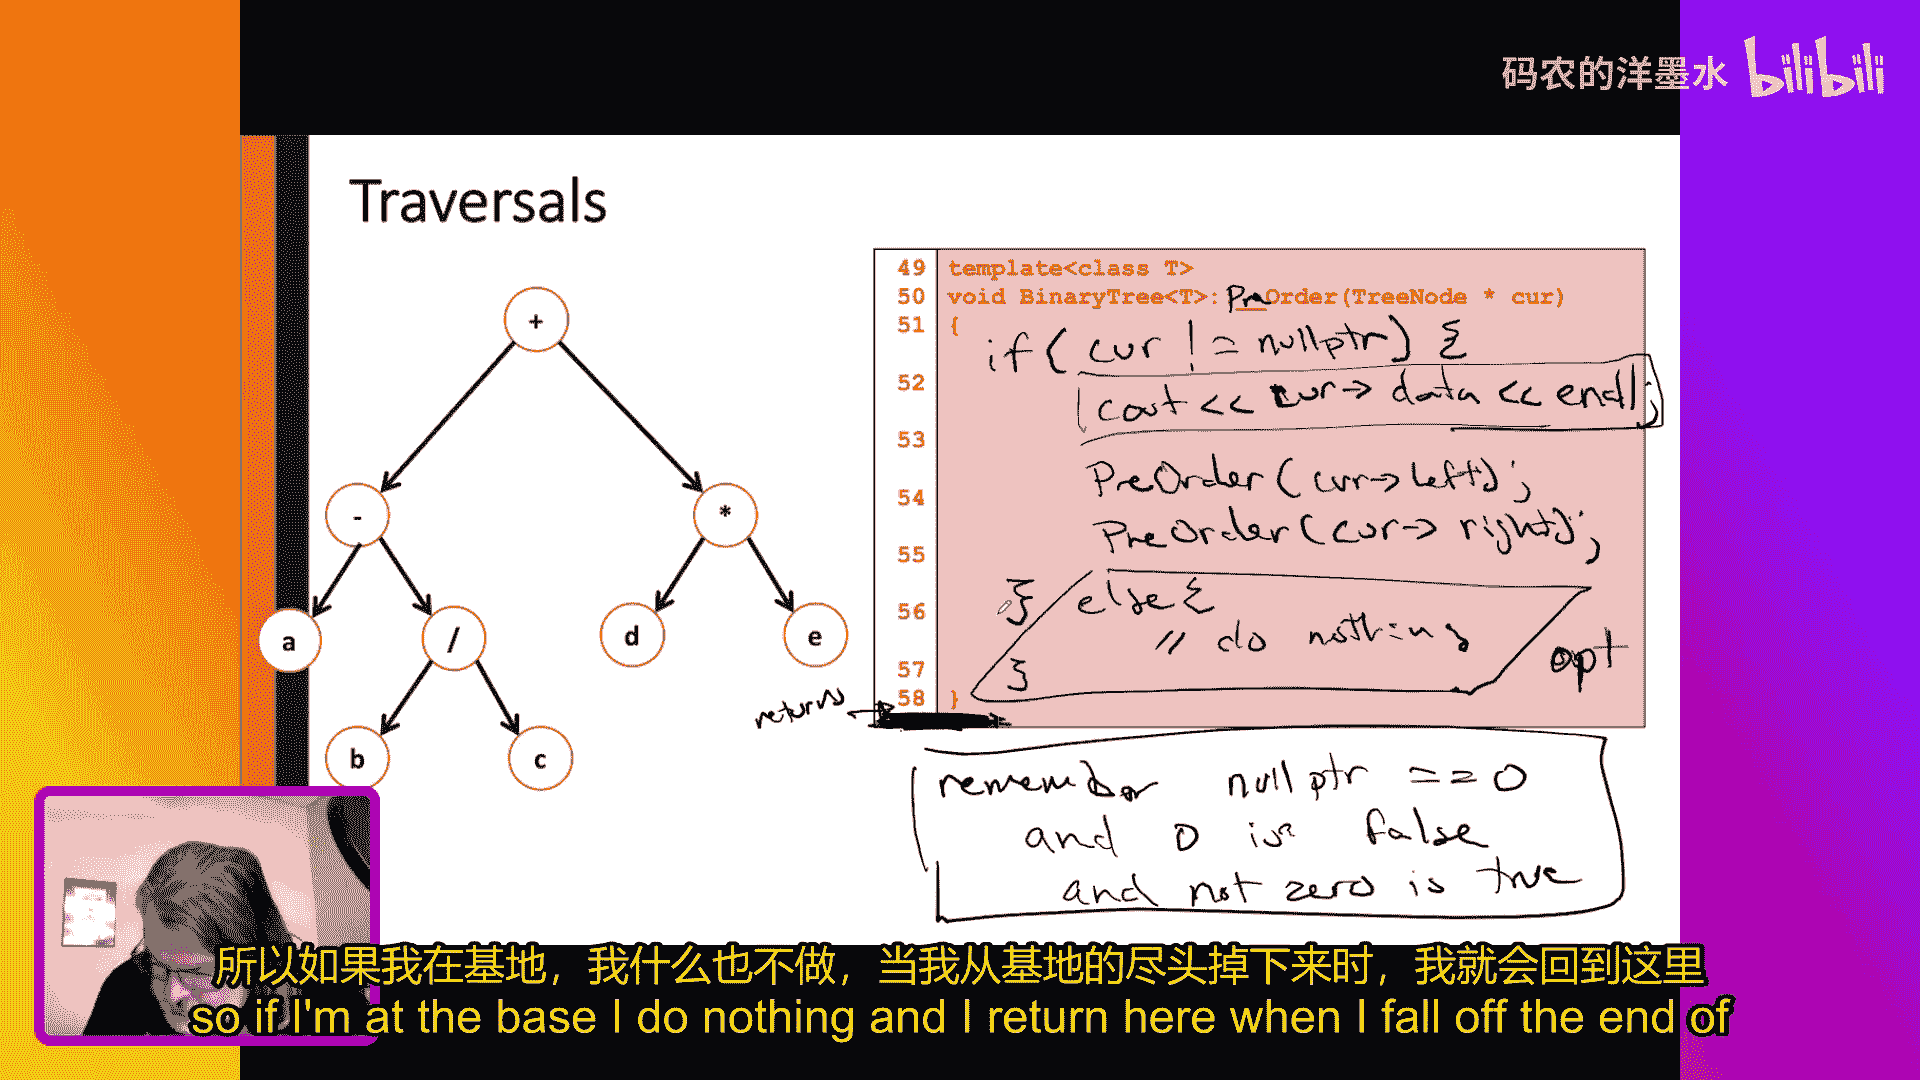 码农的洋墨水 bilibili
Traversals
+
-
*
a
/
d
e
b
c
49 template<class T>
50 void BinaryTree<T>:PreOrder(TreeNode * cur)
51 {
if( cur != nullptr) {
52
cout << cur-> data << endl;
53
PreOrder (cur->left);
54
PreOrder (cur-> right);
55
} else {
56
// do nothing
opt
57
}
58 }
returns
remember nullptr == 0
and 0 is false
and not zero is true
所以如果我在基地，我什么也不做，当我从基地的尽头掉下来时，我就会回到这里
so if I'm at the base I do nothing and I return here when I fall off the end of